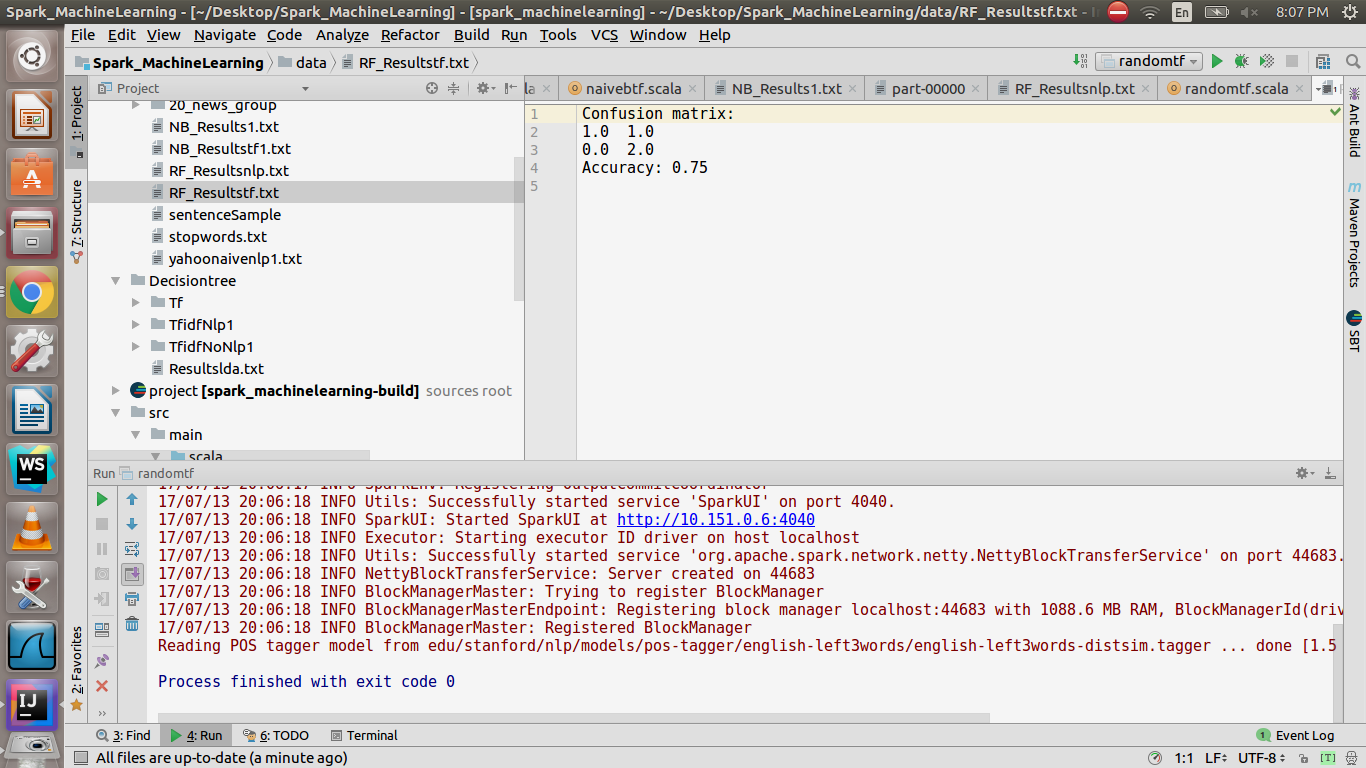 Spark_MachineLearning - [~/Desktop/Spark_MachineLearning] - [spark_machinelearning] - ~/Desktop/Spark_MachineLearning/data/RF_Resultstf.txt -
En 8:07 PM
File Edit View Navigate Code Analyze Refactor Build Run Tools VCS Window Help
Spark_MachineLearning data RF_Resultstf.txt
randomtf
Project
la naivebtf.scala NB_Results1.txt part-00000 RF_Resultsnlp.txt randomtf.scala
1: Project
7: Structure
2: Favorites
20_news_group
NB_Results1.txt
NB_Resultstf1.txt
RF_Resultsnlp.txt
RF_Resultstf.txt
sentenceSample
stopwords.txt
yahoonaivenlp1.txt
Decisiontree
Tf
TfidfNlp1
TfidfNoNlp1
Resultslda.txt
project [spark_machinelearning-build] sources root
src
main
scala
1 Confusion matrix:
2 1.0 1.0
3 0.0 2.0
4 Accuracy: 0.75
5
Ant Build
m Maven Projects
SBT
WS
IJ
Run randomtf
17/07/13 20:06:17 INFO SparkEnv: Registering OutputCommitCoordinator
17/07/13 20:06:18 INFO Utils: Successfully started service 'SparkUI' on port 4040.
17/07/13 20:06:18 INFO SparkUI: Started SparkUI at http://10.151.0.6:4040
17/07/13 20:06:18 INFO Executor: Starting executor ID driver on host localhost
17/07/13 20:06:18 INFO Utils: Successfully started service 'org.apache.spark.network.netty.NettyBlockTransferService' on port 44683.
17/07/13 20:06:18 INFO NettyBlockTransferService: Server created on 44683
17/07/13 20:06:18 INFO BlockManagerMaster: Trying to register BlockManager
17/07/13 20:06:18 INFO BlockManagerMasterEndpoint: Registering block manager localhost:44683 with 1088.6 MB RAM, BlockManagerId(driv
17/07/13 20:06:18 INFO BlockManagerMaster: Registered BlockManager
Reading POS tagger model from edu/stanford/nlp/models/pos-tagger/english-left3words/english-left3words-distsim.tagger ... done [1.5
Process finished with exit code 0
3: Find 4: Run 6: TODO Terminal 1 Event Log
All files are up-to-date (a minute ago) 1:1 LF UTF-8 [T]